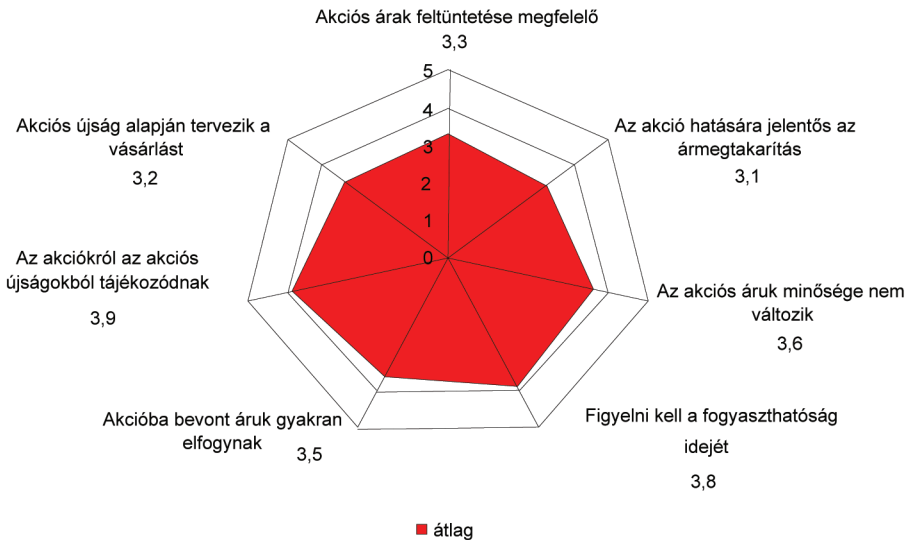 Akciós árak feltüntetése megfelelő
3,3
5
4
3
2
1
0
Az akció hatására jelentős az
ármegtakarítás
3,1
Az akciós áruk minősége nem
változik
3,6
Figyelni kell a fogyaszthatóság
idejét
3,8
Akcióba bevont áruk gyakran
elfogynak
3,5
Az akciókról az akciós
újságokból tájékozódnak
3,9
Akciós újság alapján tervezik a
vásárlást
3,2
átlag